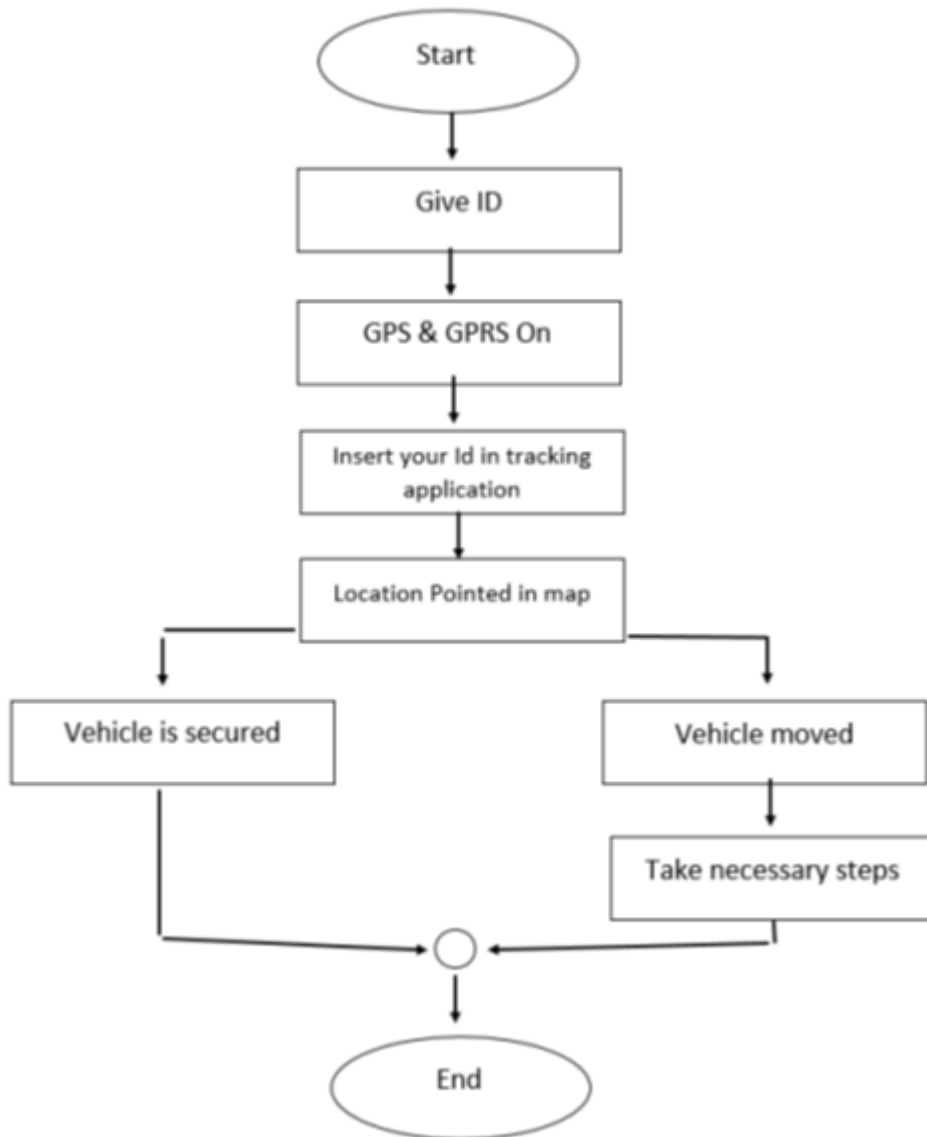 Start
Give ID
GPS & GPRS On
Insert your Id in tracking
application
Location Pointed in map
Vehicle is secured
Vehicle moved
Take necessary steps
End